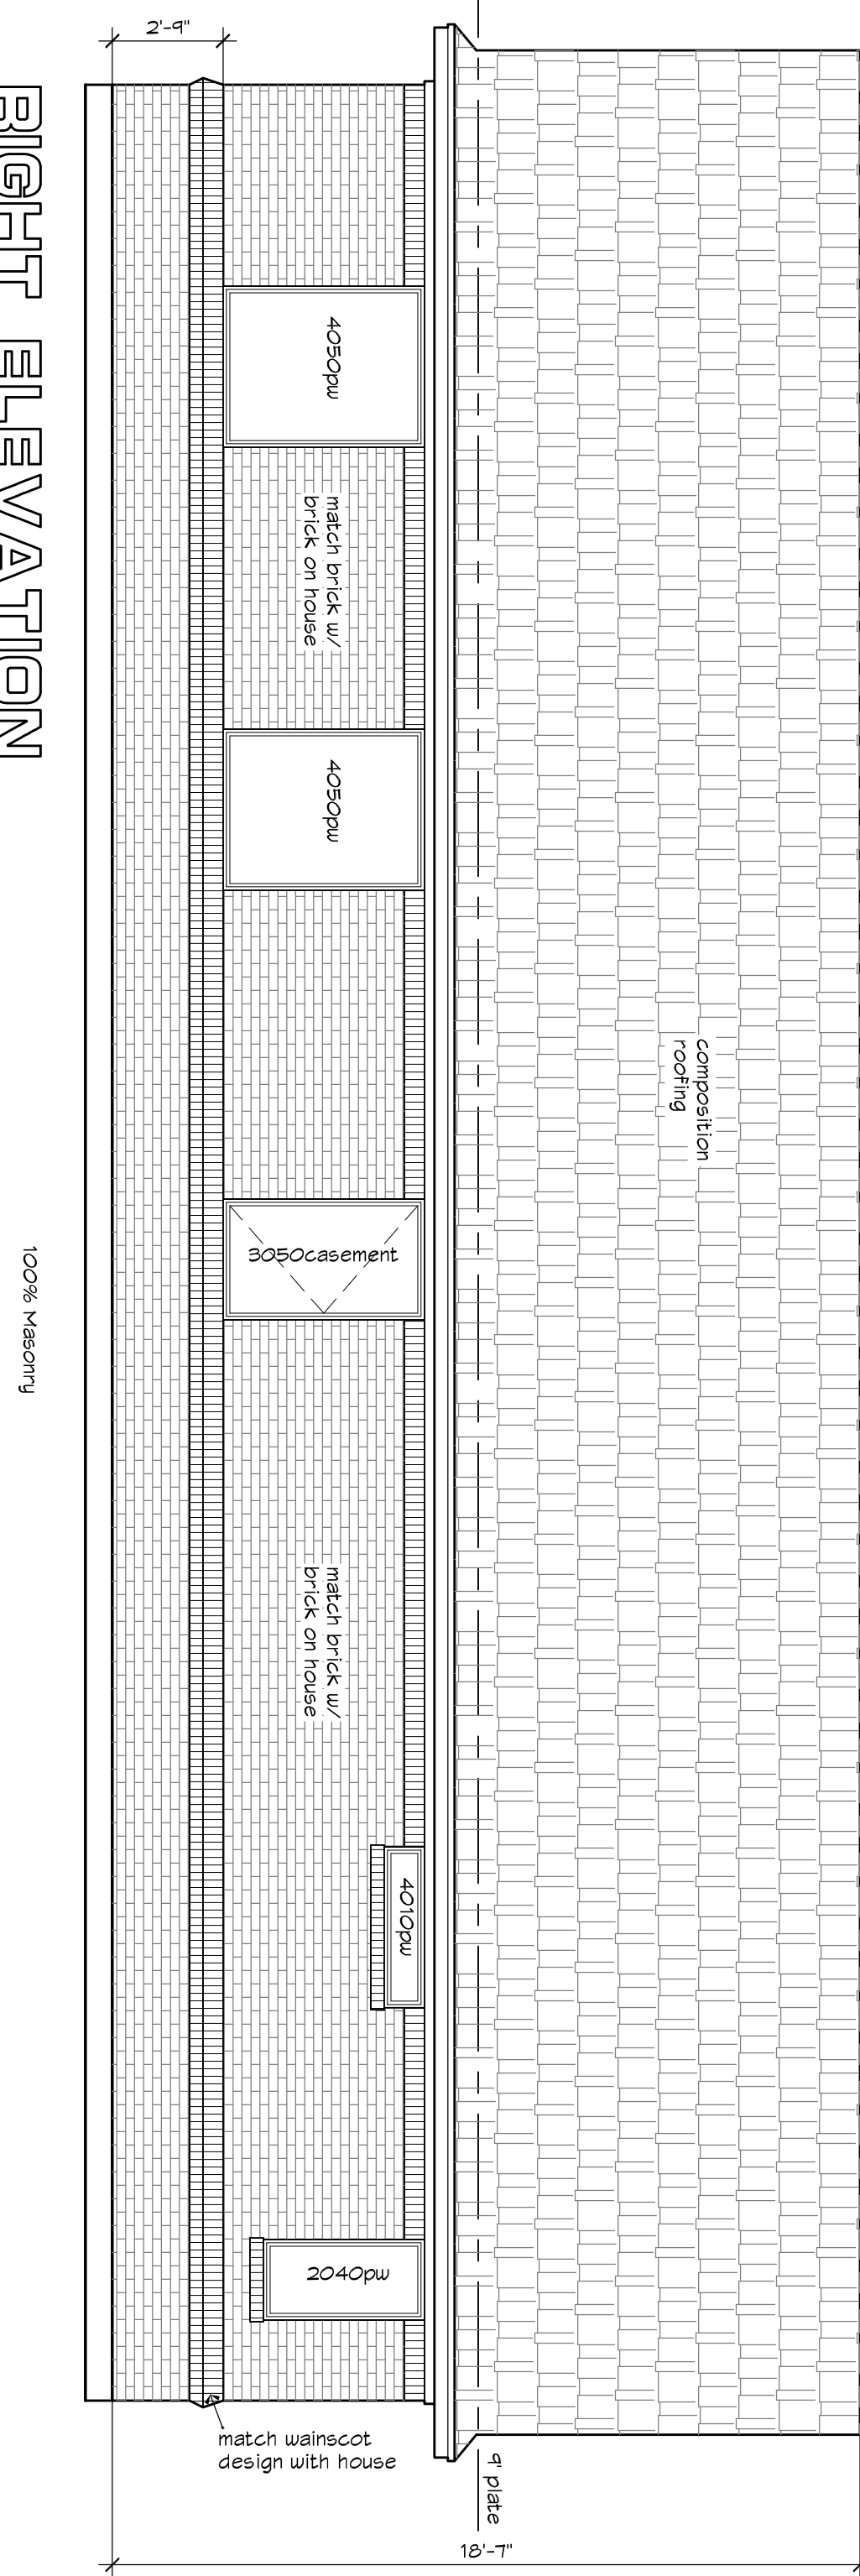 2'-9"
4050pw
match brick w/
brick on house
4050pw
composition
roofing
3050casement
match brick w/
brick on house
4010pw
2040pw
match wainscot
design with house
9' plate
18'-7"
RIGHT ELEVATION
100% Masonry